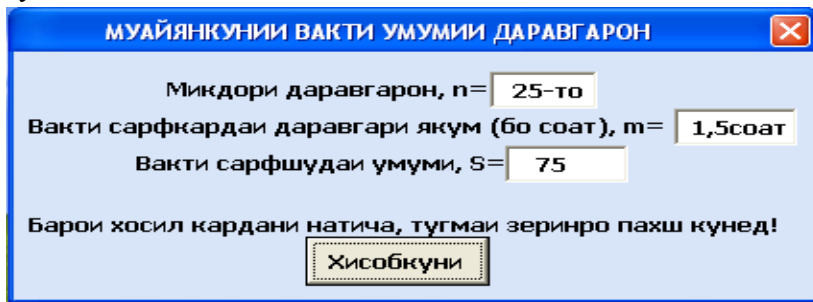 МУАЙЯНКУНИИ ВАКТИ УМУМИИ ДАРАВГАРОН
Микдори даравгарон, n= 25-то
Вакти сарфкардаи даравгари якум (бо соат), m= 1,5соат
Вакти сарфшудаи умуми, S= 75
Барои хосил кардани натича, тугмаи зеринро пахш кунед!
Хисобкуни